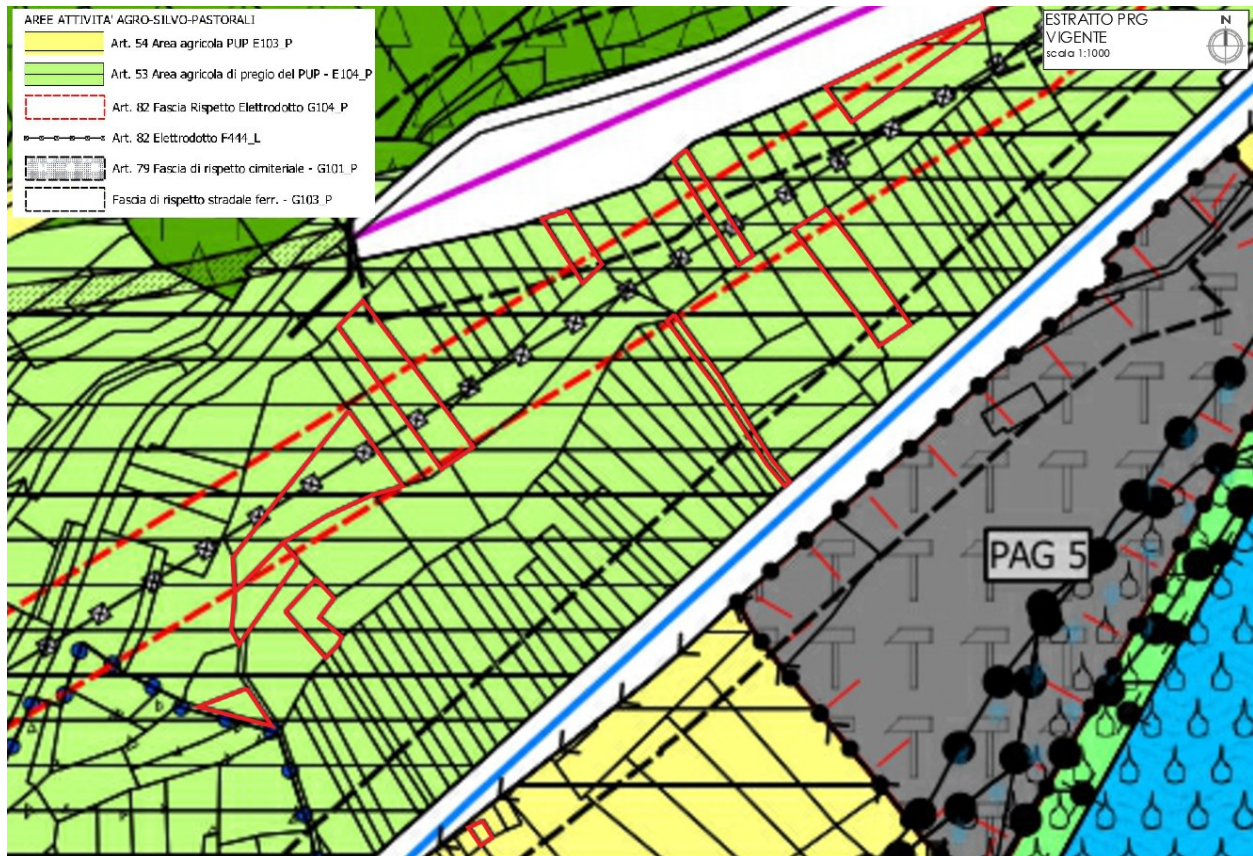 AREE ATTIVITA' AGRO-SILVO-PASTORALI
Art. 54 Area agricola PUP E103_P
Art. 53 Area agricola di pregio del PUP - E104_P
Art. 82 Fascia Rispetto Elettrodotto G104_P
Art. 82 Elettrodotto F444_L
Art. 79 Fascia di rispetto cimiteriale - G101_P
Fascia di rispetto stradale ferr. - G103_P
ESTRATTO PRG
VIGENTE
scala 1:1000
N
PAG 5